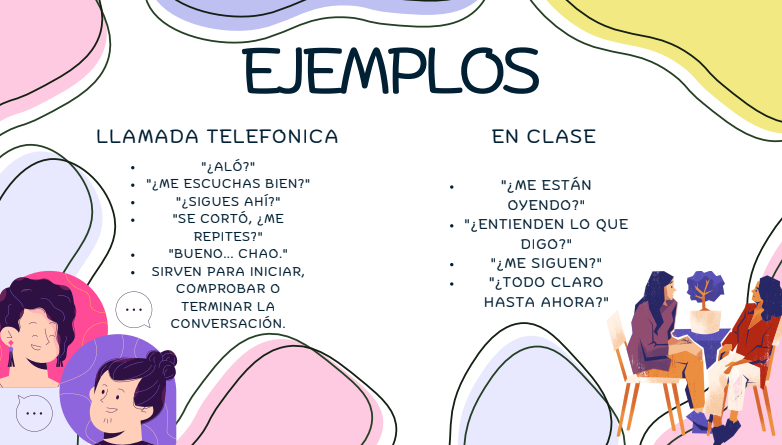 EJEMPLOS
LLAMADA TELEFONICA
• "¿ALÓ?"
• "¿ME ESCUCHAS BIEN?"
• "¿SIGUES AHÍ?"
• "SE CORTÓ, ¿ME
REPITES?"
• "BUENO... CHAO."
• SIRVEN PARA INICIAR,
COMPROBAR O
TERMINAR LA
CONVERSACIÓN.
EN CLASE
• "¿ME ESTÁN
OYENDO?"
• "¿ENTIENDEN LO QUE
DIGO?"
• "¿ME SIGUEN?"
• "¿TODO CLARO
HASTA AHORA?"